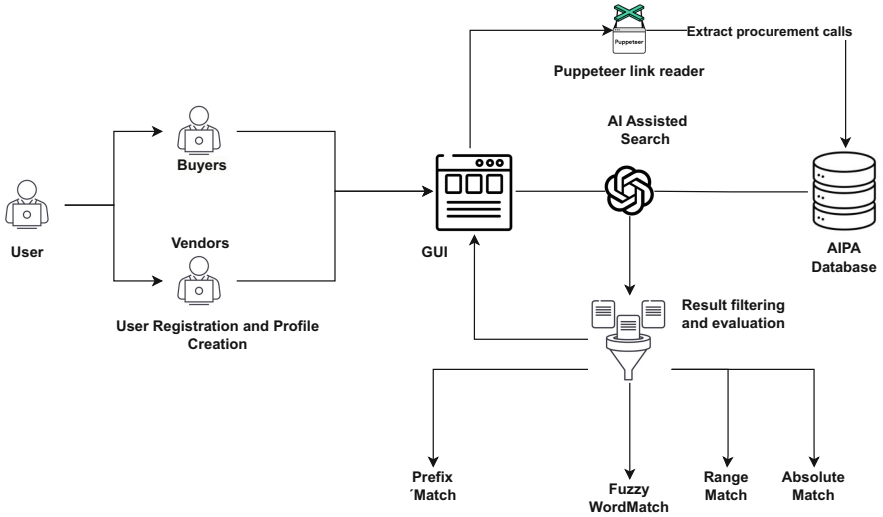 Puppeteer
Extract procurement calls
Puppeteer link reader
AI Assisted
Search
Buyers
User
Vendors
User Registration and Profile
Creation
GUI
AIPA
Database
Result filtering
and evaluation
Prefix
´Match
Fuzzy
WordMatch
Range
Match
Absolute
Match